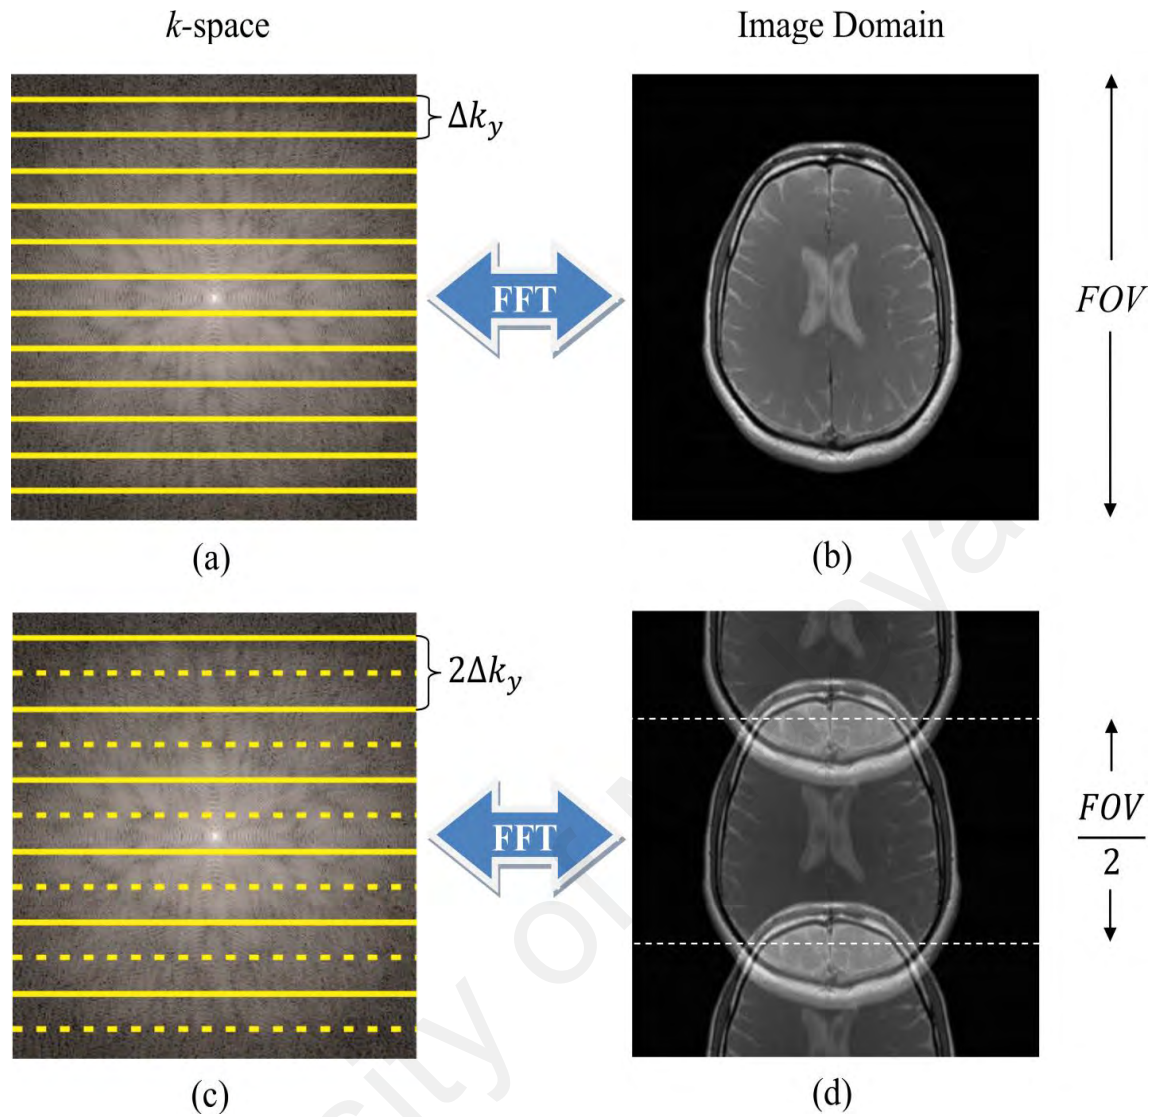 k-space
Image Domain
Δk_y
FFT
FOV
(a)
(b)
2Δk_y
FFT
FOV
2
(c)
(d)